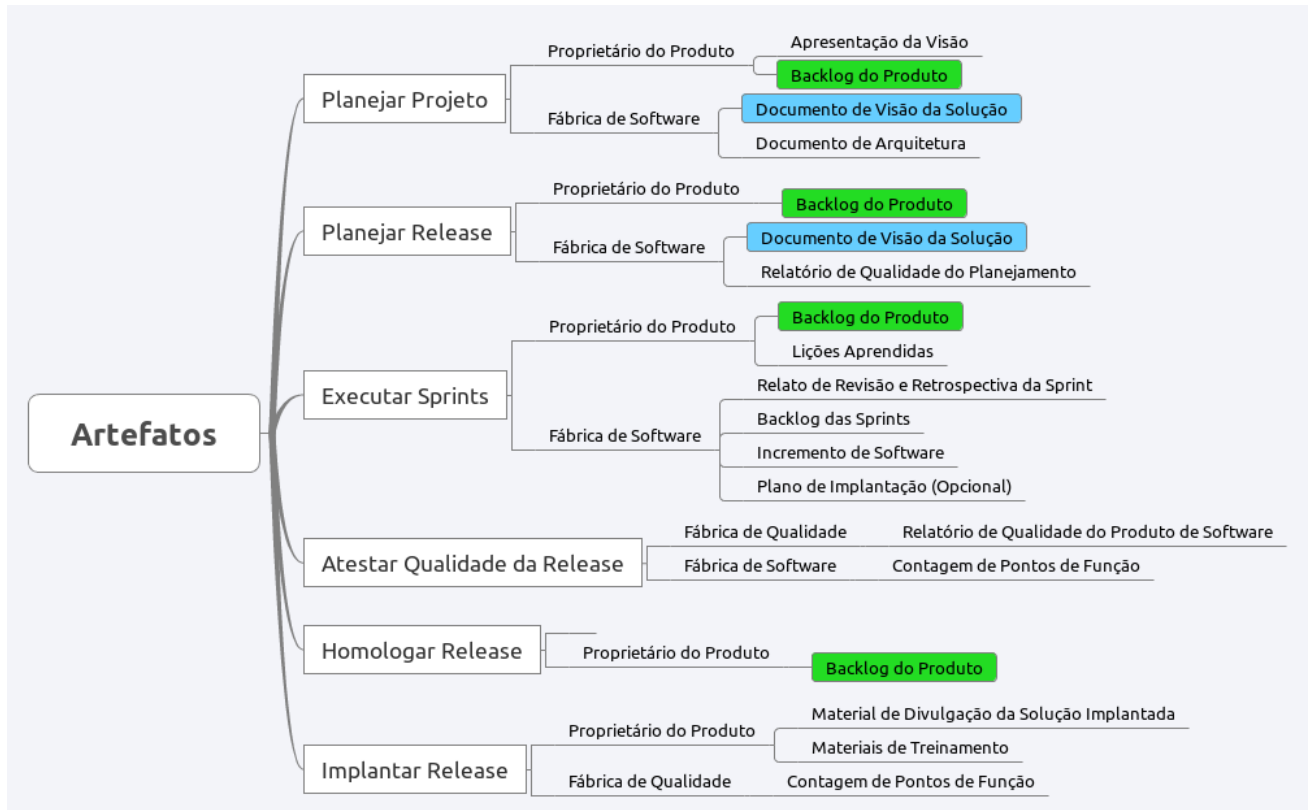 Artefatos
Planejar Projeto
Proprietário do Produto
Apresentação da Visão
Backlog do Produto
Fábrica de Software
Documento de Visão da Solução
Documento de Arquitetura
Planejar Release
Proprietário do Produto
Backlog do Produto
Fábrica de Software
Documento de Visão da Solução
Relatório de Qualidade do Planejamento
Executar Sprints
Proprietário do Produto
Backlog do Produto
Lições Aprendidas
Fábrica de Software
Relato de Revisão e Retrospectiva da Sprint
Backlog das Sprints
Incremento de Software
Plano de Implantação (Opcional)
Atestar Qualidade da Release
Fábrica de Qualidade
Relatório de Qualidade do Produto de Software
Fábrica de Software
Contagem de Pontos de Função
Homologar Release
Proprietário do Produto
Backlog do Produto
Implantar Release
Proprietário do Produto
Material de Divulgação da Solução Implantada
Materiais de Treinamento
Fábrica de Qualidade
Contagem de Pontos de Função